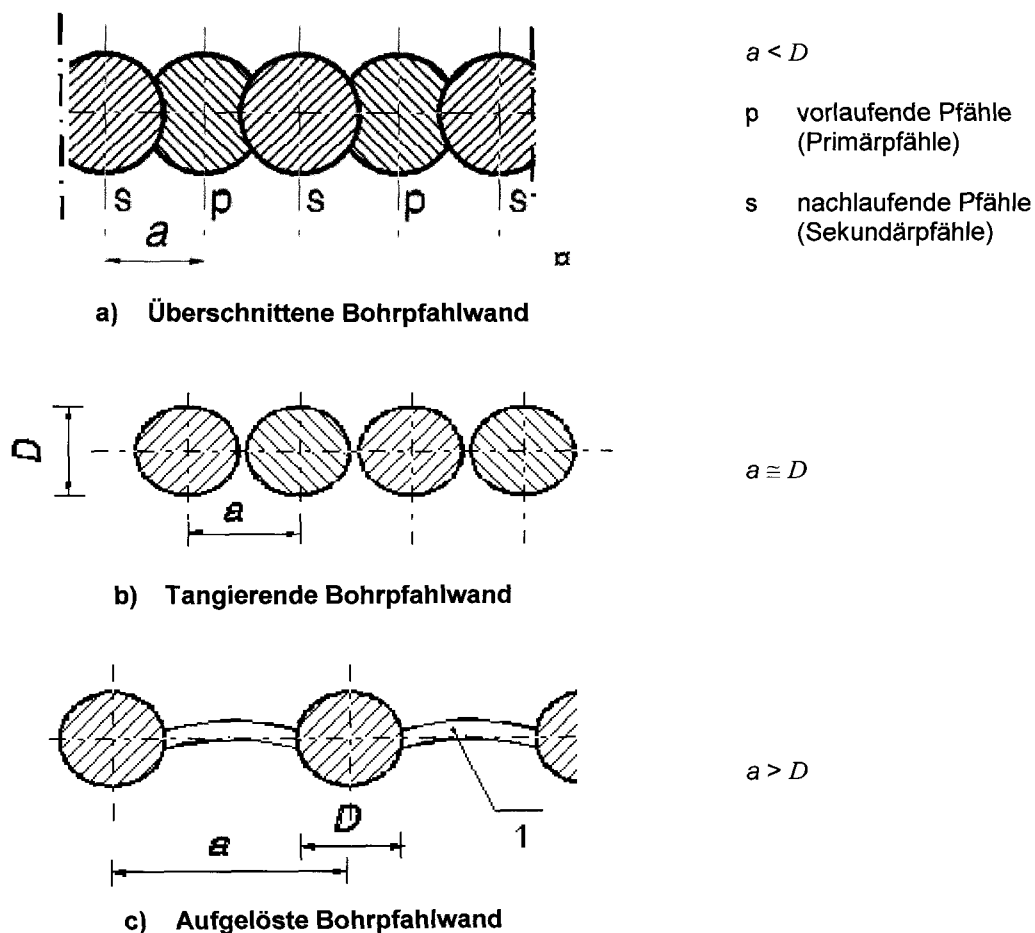 a < D
p vorlaufende Pfähle
(Primärpfähle)
s nachlaufende Pfähle
(Sekundärpfähle)
s p s p s
a
¤
a) Überschnittene Bohrpfahlwand
D
a
a ≅ D
b) Tangierende Bohrpfahlwand
a > D
1
D
a
c) Aufgelöste Bohrpfahlwand